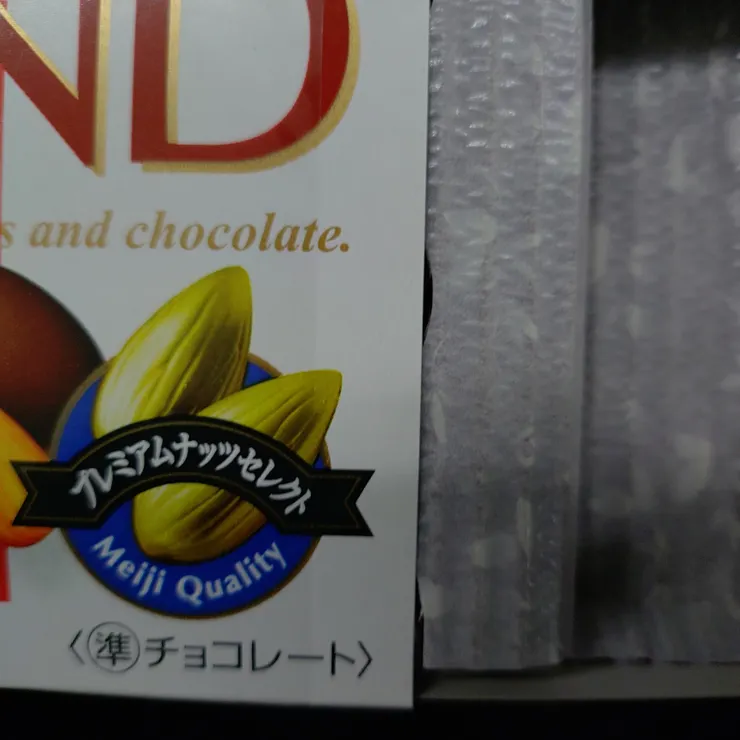 ND
s and chocolate.
プレミアムナッツセレクト
Meiji Quality
〈㊜準チョコレート〉